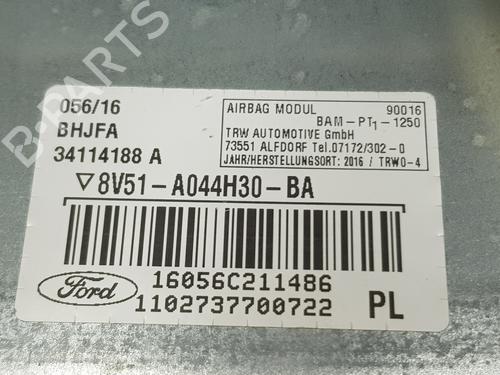 B-PARTS
056/16
BHJFA
34114188 A
AIRBAG MODUL 90016
BAM-PT1-1250
TRW AUTOMOTIVE GmbH
73551 ALFDORF Tel.07172/302-0
JAHR/HERSTELLUNGSORT: 2016 / TRW0-4
▽8V51-A044H30-BA
16056C211486
Ford
1102737700722 PL